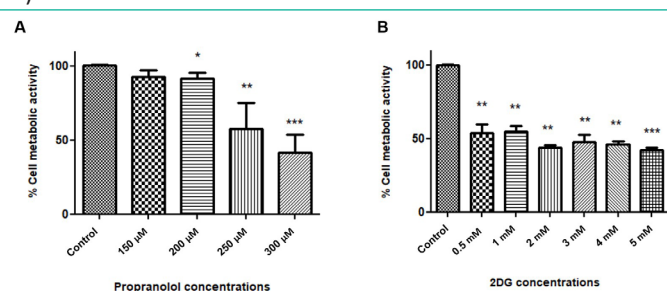 A
% Cell metabolic activity
100
50
0
*
**
***
Control
150 µM
200 µM
250 µM
300 µM
Propranolol concentrations
B
% Cell metabolic activity
100
50
0
**
**
**
**
**
***
Control
0.5 mM
1 mM
2 mM
3 mM
4 mM
5 mM
2DG concentrations